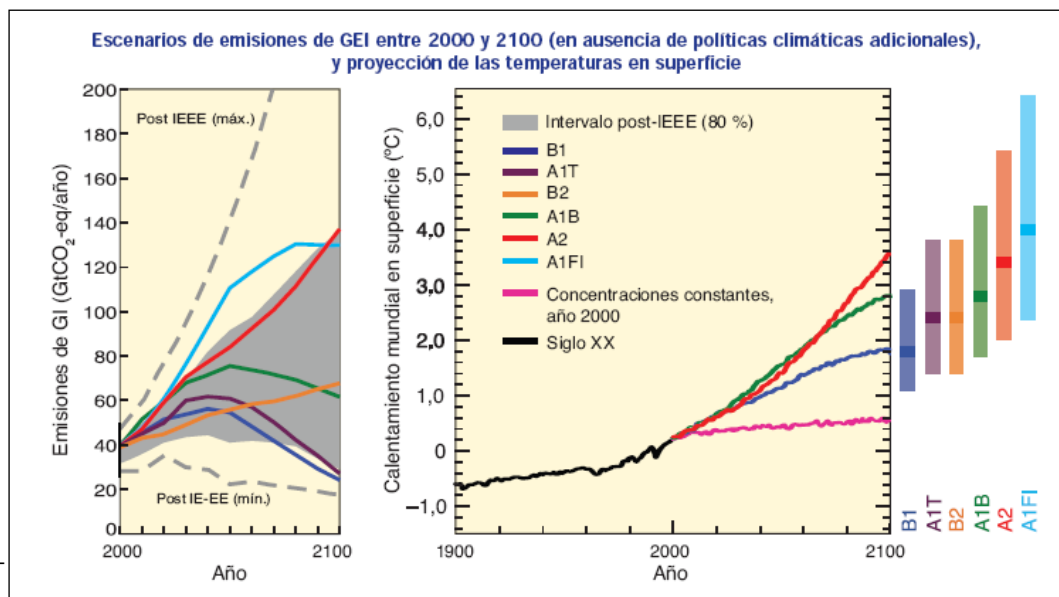 Escenarios de emisiones de GEI entre 2000 y 2100 (en ausencia de políticas climáticas adicionales),
y proyección de las temperaturas en superficie
Emisiones de GI (GtCO2-eq/año)
200
180
160
140
120
100
80
60
40
20
0
Post IEEE (máx.)
Post IE-EE (mín.)
2000
2100
Año
Calentamiento mundial en superficie (ºC)
6,0
5,0
4,0
3,0
2,0
1,0
0
–1,0
Intervalo post-IEEE (80 %)
B1
A1T
B2
A1B
A2
A1FI
Concentraciones constantes,
año 2000
Siglo XX
1900
2000
2100
Año
B1
A1T
B2
A1B
A2
A1FI